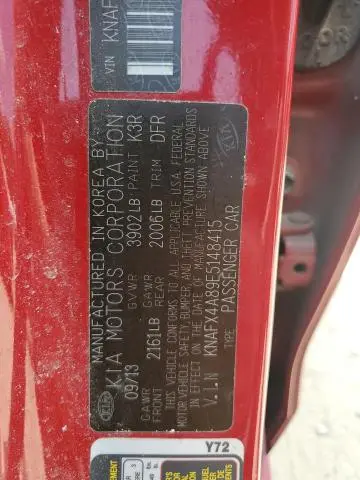 VIN KNAF
MANUFACTURED IN KOREA BY
KIA KIA MOTORS CORPORATION
09/13 GVWR 3902LB PAINT K3R
GAWR FRONT 2161LB GAWR REAR 2006LB TRIM DFR
THIS VEHICLE CONFORMS TO ALL APPLICABLE U.S.A. FEDERAL
MOTOR VEHICLE SAFETY, BUMPER, AND THEFT PREVENTION STANDARDS
IN EFFECT ON THE DATE OF MANUFACTURE SHOWN ABOVE
V.I.N KNAFX4A89E5148415
TYPE PASSENGER CAR
KIA
Y72